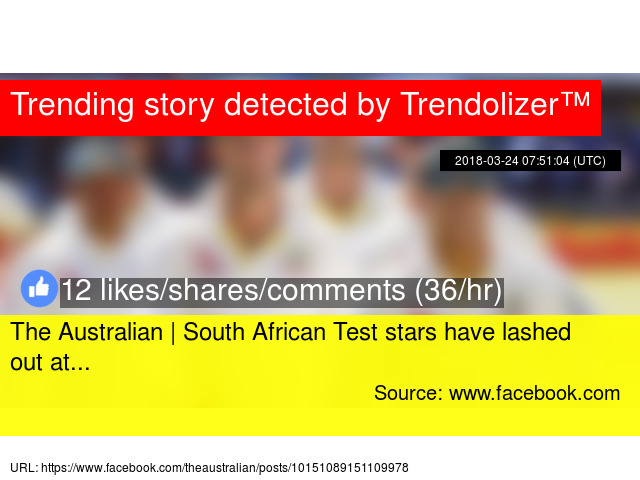 Trending story detected by Trendolizer™
2018-03-24 07:51:04 (UTC)
12 likes/shares/comments (36/hr)
The Australian | South African Test stars have lashed
out at...
Source: www.facebook.com
URL: https://www.facebook.com/theaustralian/posts/10151089151109978